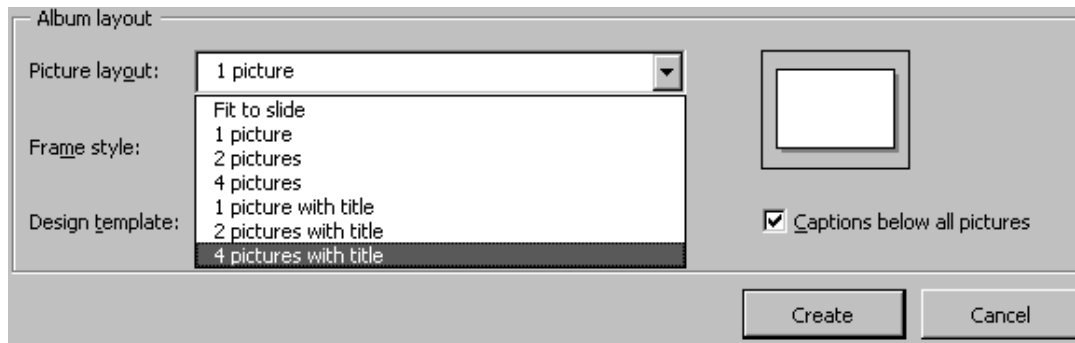 Album layout
Picture layout:
1 picture
Fit to slide
1 picture
2 pictures
4 pictures
1 picture with title
2 pictures with title
4 pictures with title
Frame style:
Design template:
Captions below all pictures
Create
Cancel